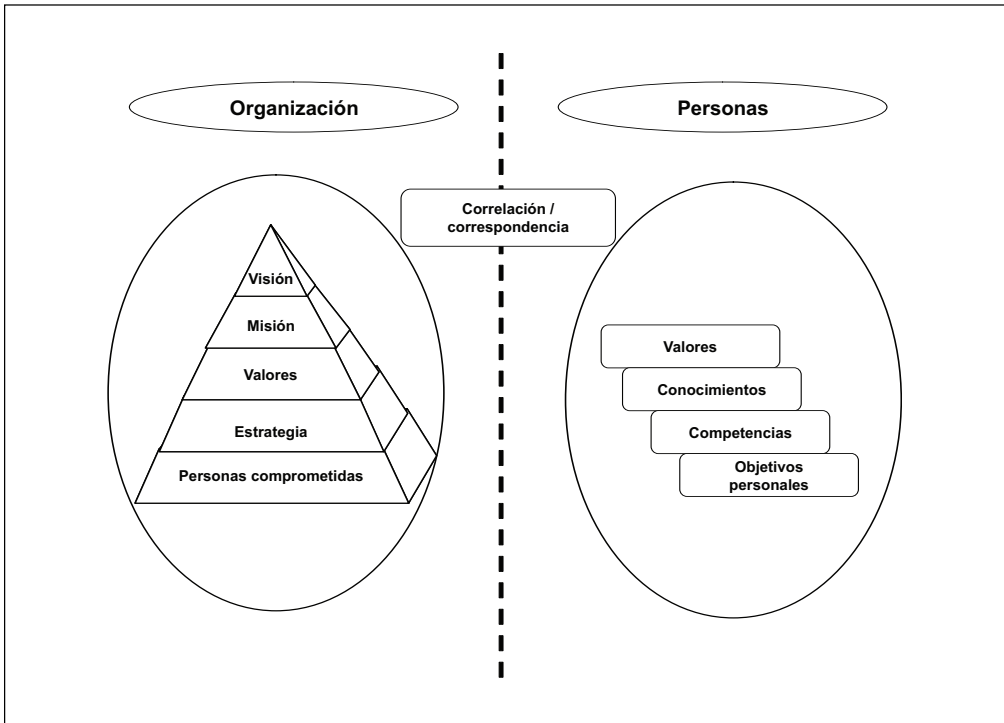 Organización
Personas
Correlación /
correspondencia
Visión
Misión
Valores
Estrategia
Personas comprometidas
Valores
Conocimientos
Competencias
Objetivos
personales